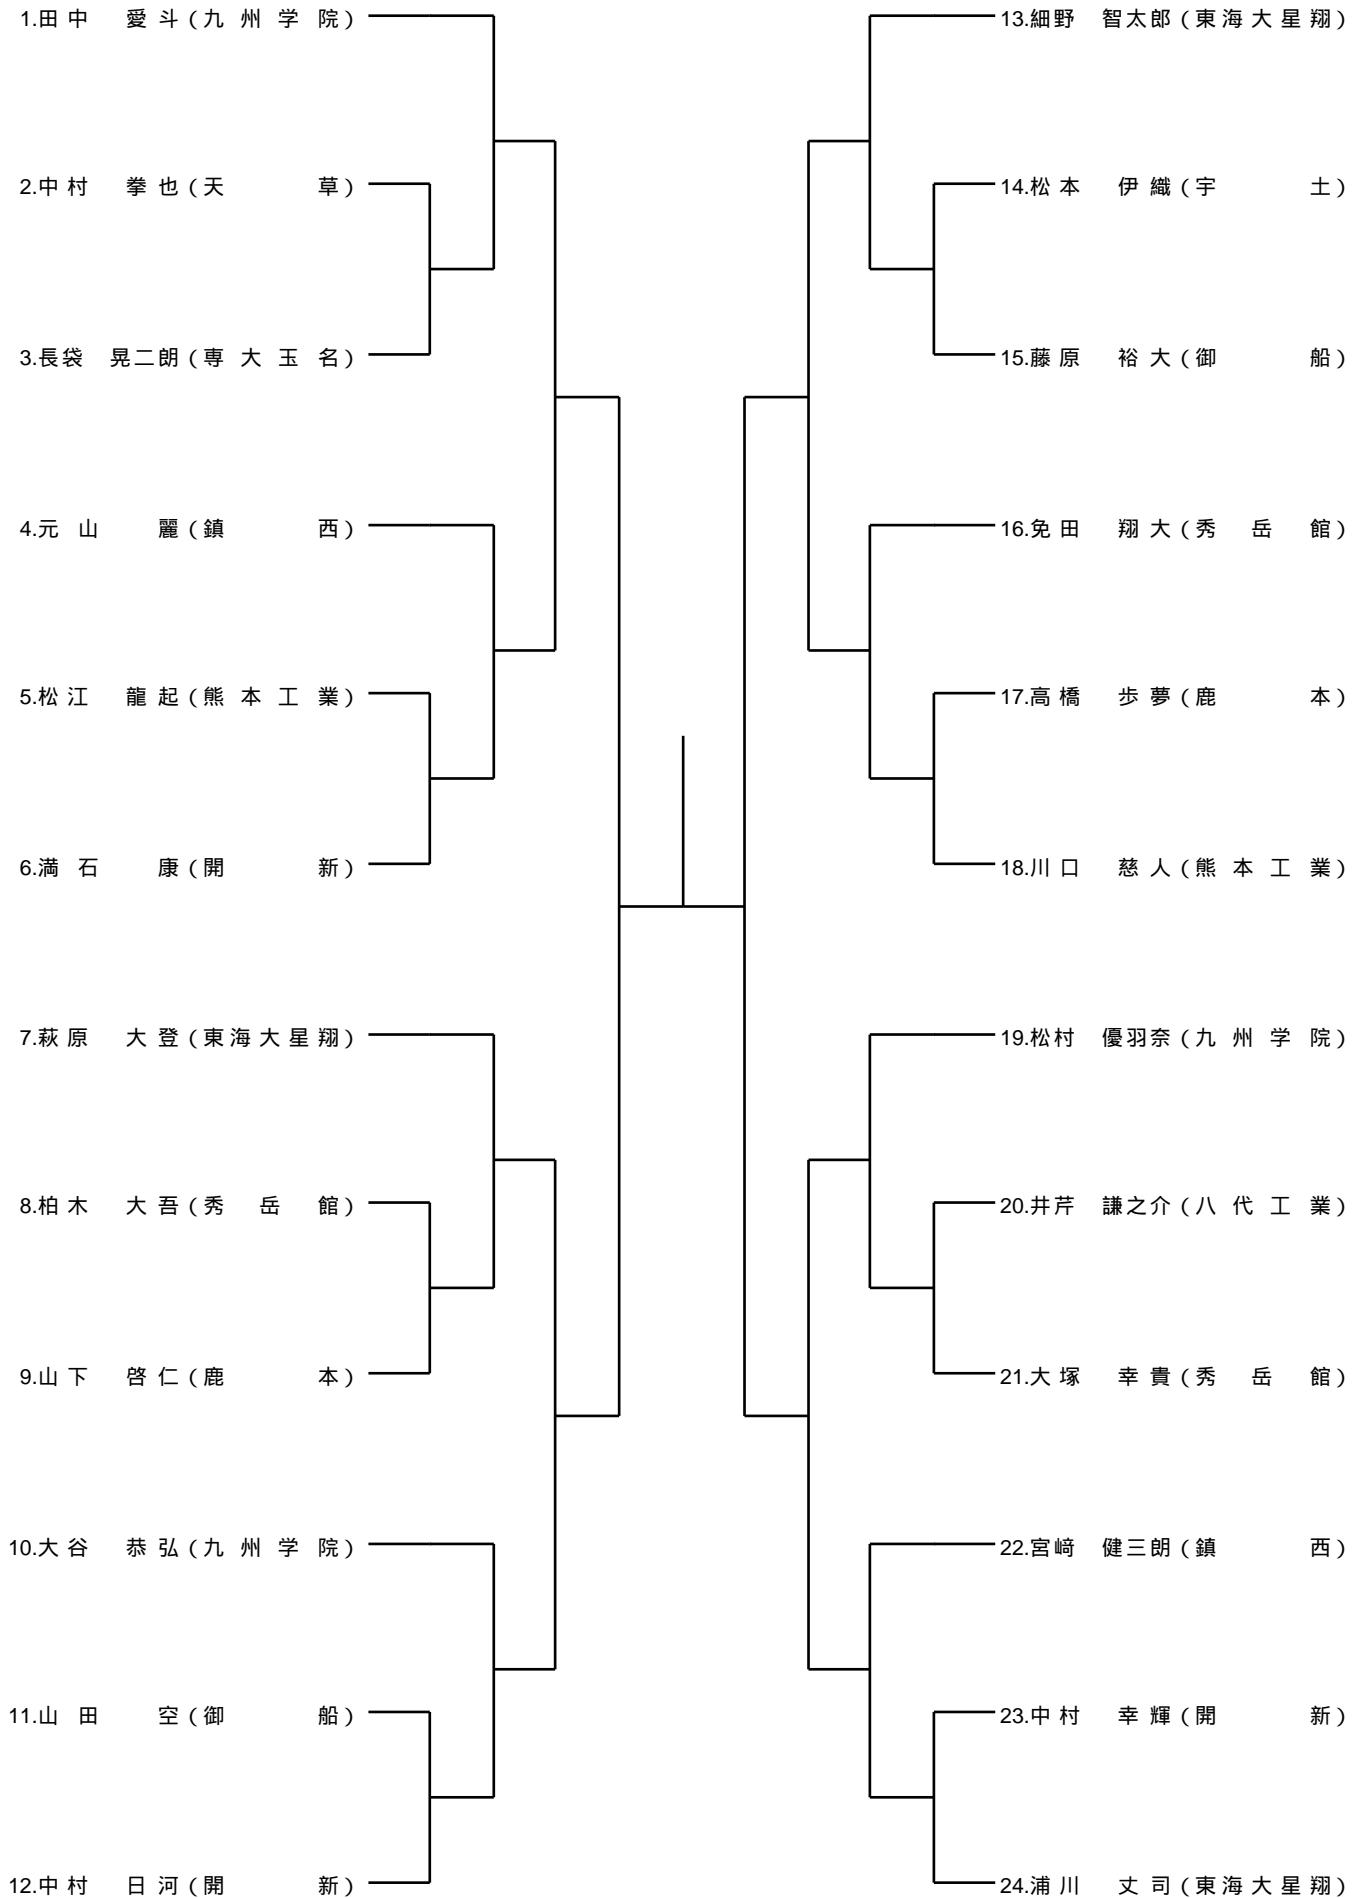 1.田中 愛斗(九州学院)
2.中村 拳也(天草)
3.長袋 晃二朗(専大玉名)
4.元山 麗(鎮西)
5.松江 龍起(熊本工業)
6.満石 康(開新)
7.萩原 大登(東海大星翔)
8.柏木 大吾(秀岳館)
9.山下 啓仁(鹿本)
10.大谷 恭弘(九州学院)
11.山田 空(御船)
12.中村 日河(開新)
13.細野 智太郎(東海大星翔)
14.松本 伊織(宇土)
15.藤原 裕大(御船)
16.免田 翔大(秀岳館)
17.高橋 歩夢(鹿本)
18.川口 慈人(熊本工業)
19.松村 優羽奈(九州学院)
20.井芹 謙之介(八代工業)
21.大塚 幸貴(秀岳館)
22.宮﨑 健三朗(鎮西)
23.中村 幸輝(開新)
24.浦川 丈司(東海大星翔)